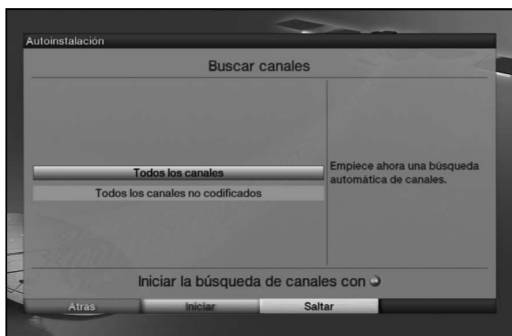 Autoinstalación
Buscar canales
Todos los canales
Todos los canales no codificados
Empiece ahora una búsqueda
automática de canales.
Iniciar la búsqueda de canales con
Atrás
Iniciar
Saltar